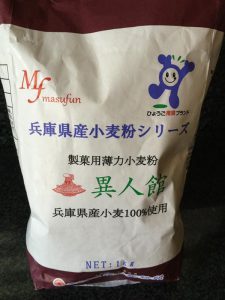 Mf
masufun
ひょうご産麦ブランド
兵庫県産小麦粉シリーズ
製菓用薄力小麦粉
異人館
兵庫県産小麦100%使用
NET:1kg